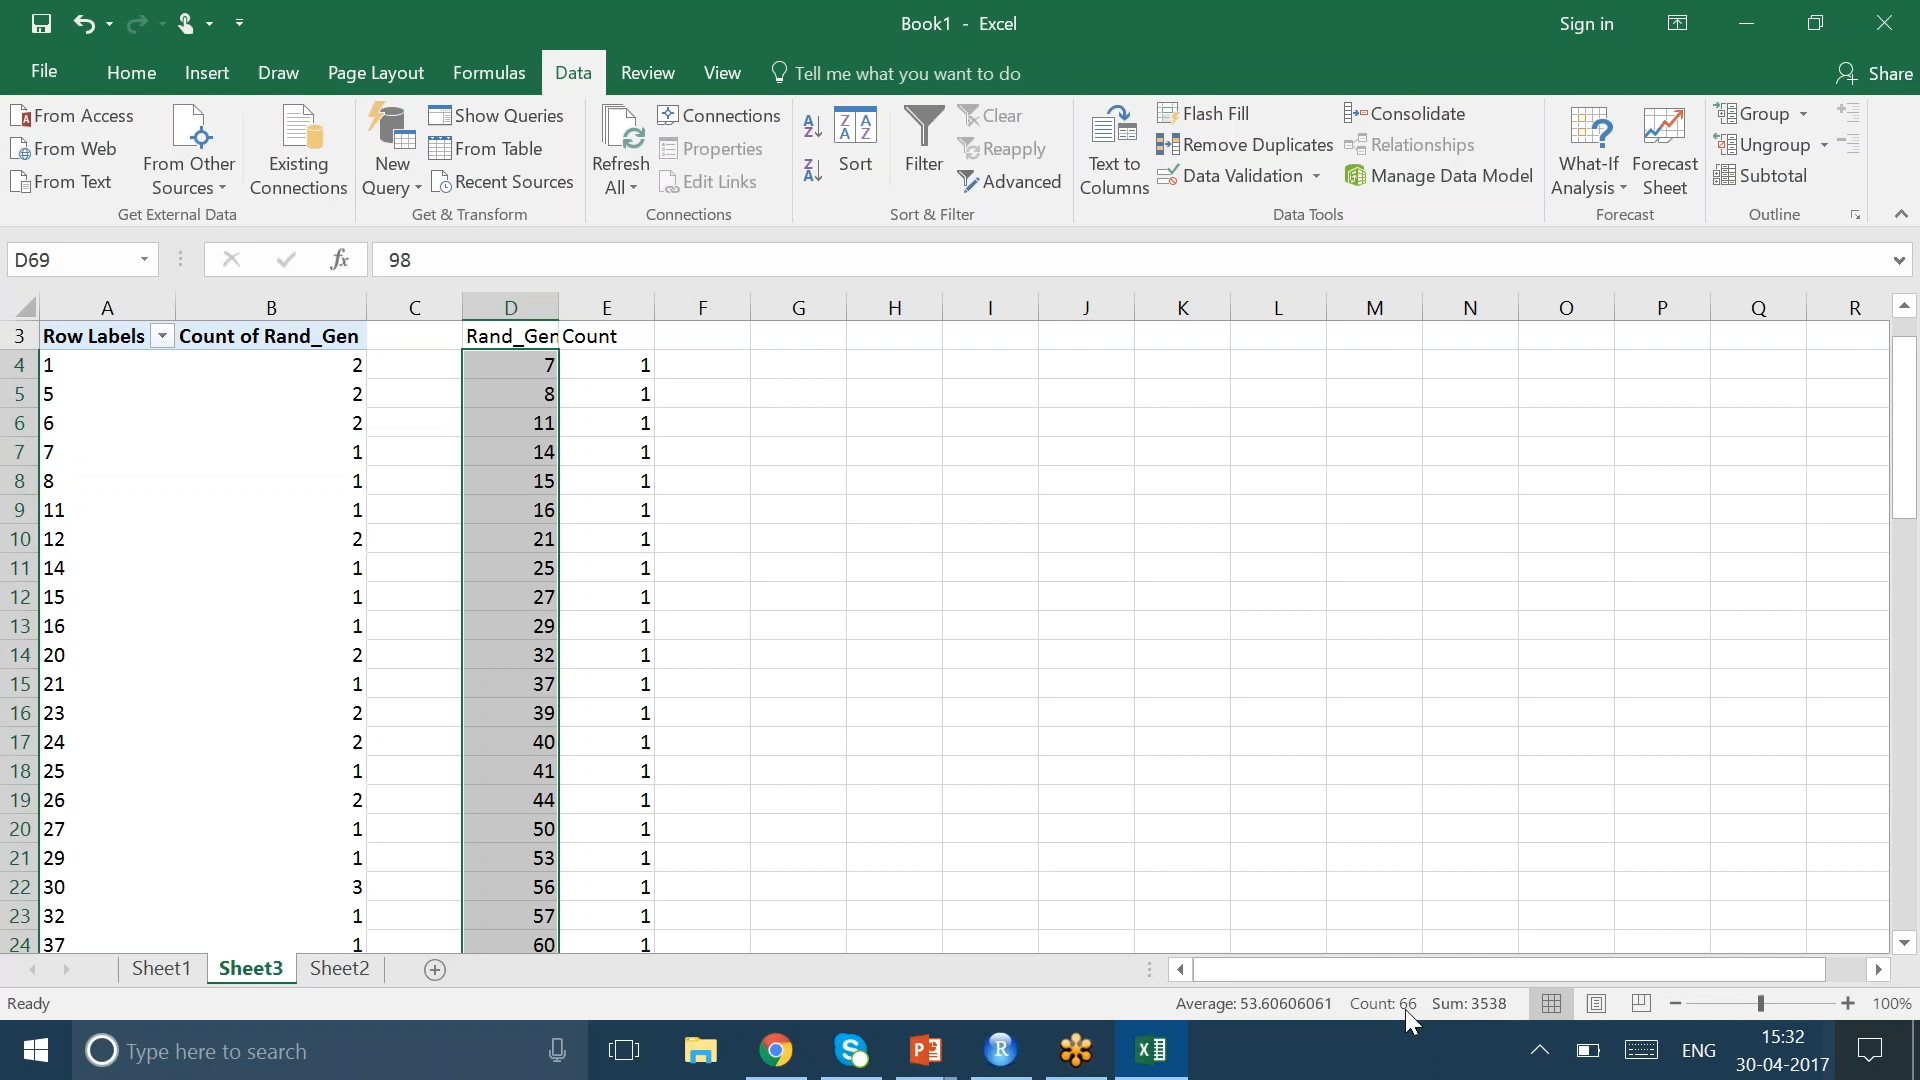 Book1 - Excel
Sign in
File Home Insert Draw Page Layout Formulas Data Review View Tell me what you want to do Share
From Access
From Web
From Text
From Other Sources
Existing Connections
Get External Data
New Query
Show Queries
From Table
Recent Sources
Get & Transform
Refresh All
Connections
Properties
Edit Links
Connections
Sort
Filter
Clear
Reapply
Advanced
Sort & Filter
Text to Columns
Flash Fill
Remove Duplicates
Data Validation
Consolidate
Relationships
Manage Data Model
Data Tools
What-If Analysis
Forecast Sheet
Forecast
Group
Ungroup
Subtotal
Outline
D69 fx 98
A B C D E F G H I J K L M N O P Q R
3 Row Labels Count of Rand_Gen Rand_Gen Count
4 1 2 7 1
5 5 2 8 1
6 6 2 11 1
7 7 1 14 1
8 8 1 15 1
9 11 1 16 1
10 12 2 21 1
11 14 1 25 1
12 15 1 27 1
13 16 1 29 1
14 20 2 32 1
15 21 1 37 1
16 23 2 39 1
17 24 2 40 1
18 25 1 41 1
19 26 2 44 1
20 27 1 50 1
21 29 1 53 1
22 30 3 56 1
23 32 1 57 1
24 37 1 60 1
Sheet1 Sheet3 Sheet2
Ready Average: 53.60606061 Count: 66 Sum: 3538 100%
Type here to search
ENG
15:32
30-04-2017